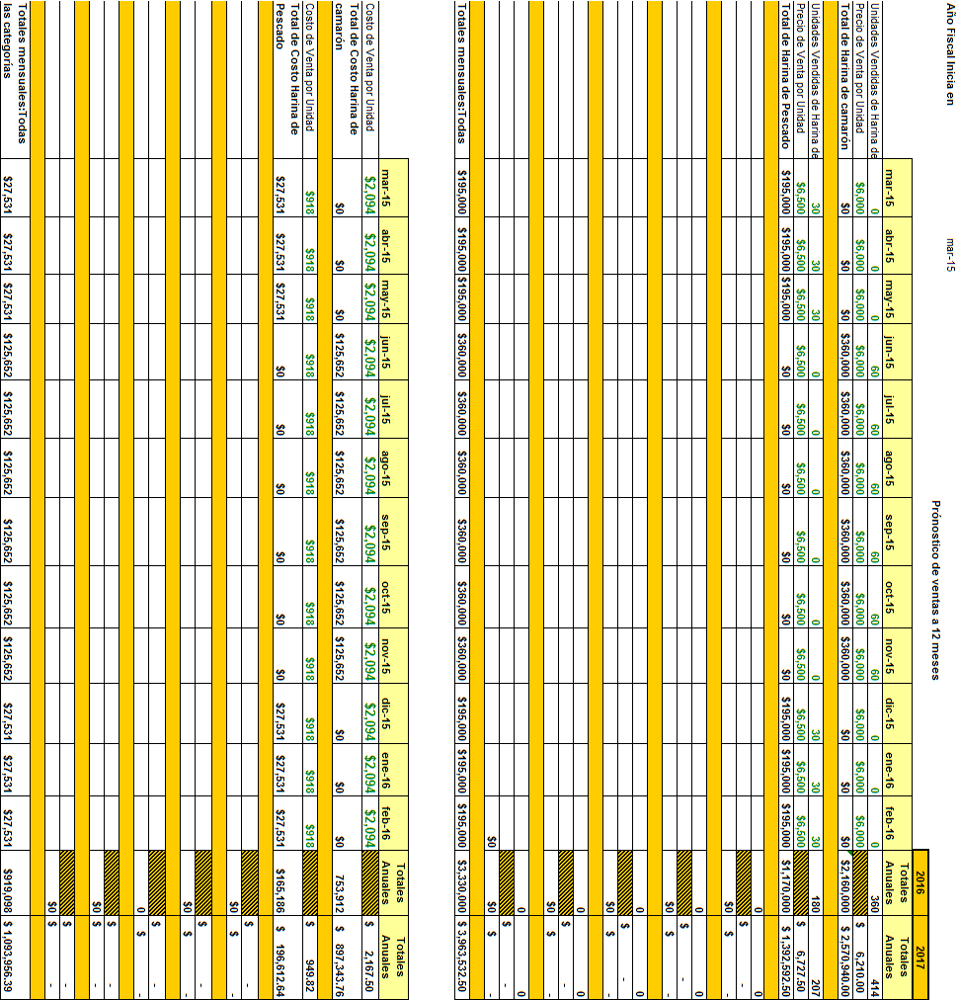 Prónostico de ventas a 12 meses
Año Fiscal Inicia en mar-15
2016 2017
mar-15 abr-15 may-15 jun-15 jul-15 ago-15 sep-15 oct-15 nov-15 dic-15 ene-16 feb-16 Totales Anuales Totales Anuales
Unidades Vendidas de Harina de 0 0 0 60 60 60 60 60 60 0 0 0 360 414
Precio de Venta por Unidad $6,000 $6,000 $6,000 $6,000 $6,000 $6,000 $6,000 $6,000 $6,000 $6,000 $6,000 $6,000 $ 6,210.00
Total de Harina de camarón $0 $0 $0 $360,000 $360,000 $360,000 $360,000 $360,000 $360,000 $0 $0 $0 $2,160,000 $ 2,570,940.00
Unidades Vendidas de Harina de 30 30 30 0 0 0 0 0 0 30 30 30 180 207
Precio de Venta por Unidad $6,500 $6,500 $6,500 $6,500 $6,500 $6,500 $6,500 $6,500 $6,500 $6,500 $6,500 $6,500 $ 6,727.50
Total de Harina de Pescado $195,000 $195,000 $195,000 $0 $0 $0 $0 $0 $0 $195,000 $195,000 $195,000 $1,170,000 $ 1,392,592.50
0 0
$ -
$0 $ -
0 0
$ -
$0 $ -
0 0
$ -
$0 $ -
0 0
$ -
$0 $ -
0 0
$ -
$0 $0 $ -
Totales mensuales:Todas $195,000 $195,000 $195,000 $360,000 $360,000 $360,000 $360,000 $360,000 $360,000 $195,000 $195,000 $195,000 $3,330,000 $ 3,963,532.50
mar-15 abr-15 may-15 jun-15 jul-15 ago-15 sep-15 oct-15 nov-15 dic-15 ene-16 feb-16 Totales Anuales Totales Anuales
Costo de Venta por Unidad $2,094 $2,094 $2,094 $2,094 $2,094 $2,094 $2,094 $2,094 $2,094 $2,094 $2,094 $2,094 $ 2,167.50
Total de Costo Harina de camarón $0 $0 $0 $125,652 $125,652 $125,652 $125,652 $125,652 $125,652 $0 $0 $0 753,912 $ 897,343.76
Costo de Venta por Unidad $918 $918 $918 $918 $918 $918 $918 $918 $918 $918 $918 $918 $ 949.82
Total de Costo Harina de Pescado $27,531 $27,531 $27,531 $0 $0 $0 $0 $0 $0 $27,531 $27,531 $27,531 $165,186 $ 196,612.64
$ -
$0 $ -
$ -
$0 $ -
$ -
0 $ -
$ -
$0 $ -
$ -
$0 $ -
Totales mensuales:Todas las categorías $27,531 $27,531 $27,531 $125,652 $125,652 $125,652 $125,652 $125,652 $125,652 $27,531 $27,531 $27,531 $919,098 $ 1,093,956.39